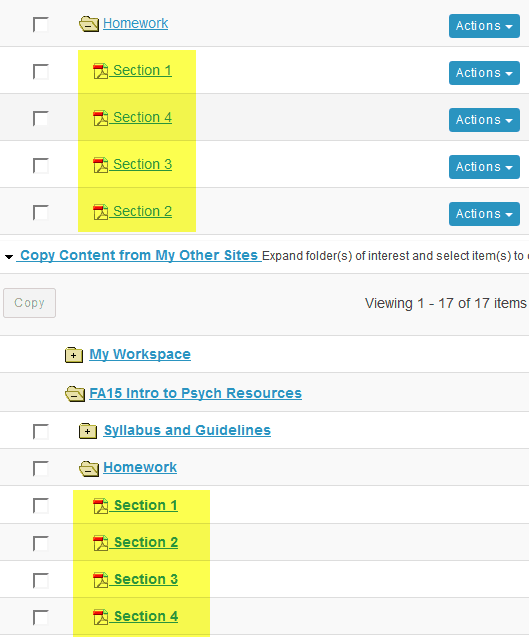 Homework Actions
Section 1 Actions
Section 4 Actions
Section 3 Actions
Section 2 Actions
Copy Content from My Other Sites Expand folder(s) of interest and select item(s) to
Copy Viewing 1 - 17 of 17 items
My Workspace
FA15 Intro to Psych Resources
Syllabus and Guidelines
Homework
Section 1
Section 2
Section 3
Section 4